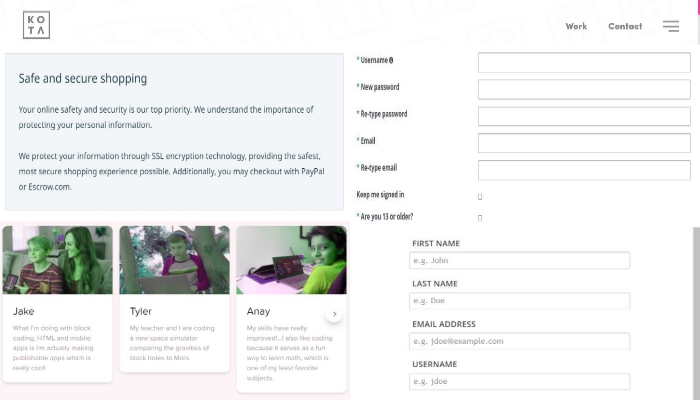 KO
TA
Work
Contact
Safe and secure shopping
Your online safety and security is our top priority. We understand the importance of
protecting your personal information.
We protect your information through SSL encryption technology, providing the safest,
most secure shopping experience possible. Additionally, you may checkout with PayPal
or Escrow.com.
* Username
* New password
* Re-type password
* Email
* Re-type email
Keep me signed in
* Are you 13 or older?
Jake
What I'm doing with block
coding, HTML and mobile
apps is I'm actually making
publishable apps which is
really cool!
Tyler
My teacher and I are coding
a new space simulator
comparing the gravities of
black holes to Mars.
Anay
My skills have really
improved!...I also like coding
because it serves as a fun
way to learn math, which is
one of my least favorite
subjects.
FIRST NAME
e.g. John
LAST NAME
e.g. Doe
EMAIL ADDRESS
e.g. jdoe@example.com
USERNAME
e.g. jdoe